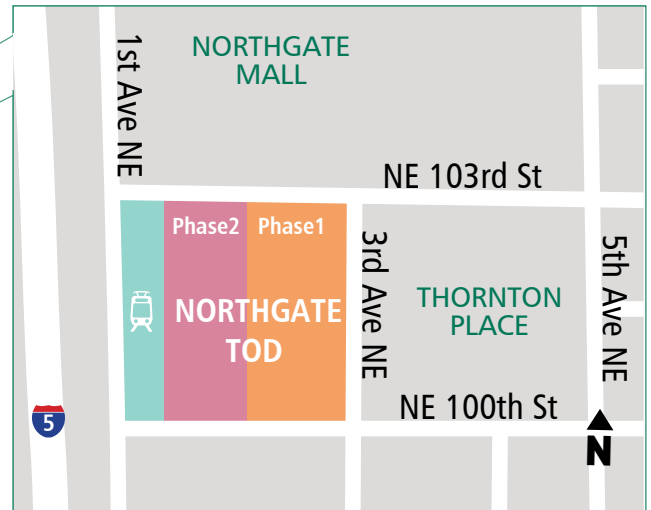 1st Ave NE
NORTHGATE
MALL
NE 103rd St
Phase2
Phase1
3rd Ave NE
5th Ave NE
NORTHGATE
TOD
THORNTON
PLACE
NE 100th St
5
N